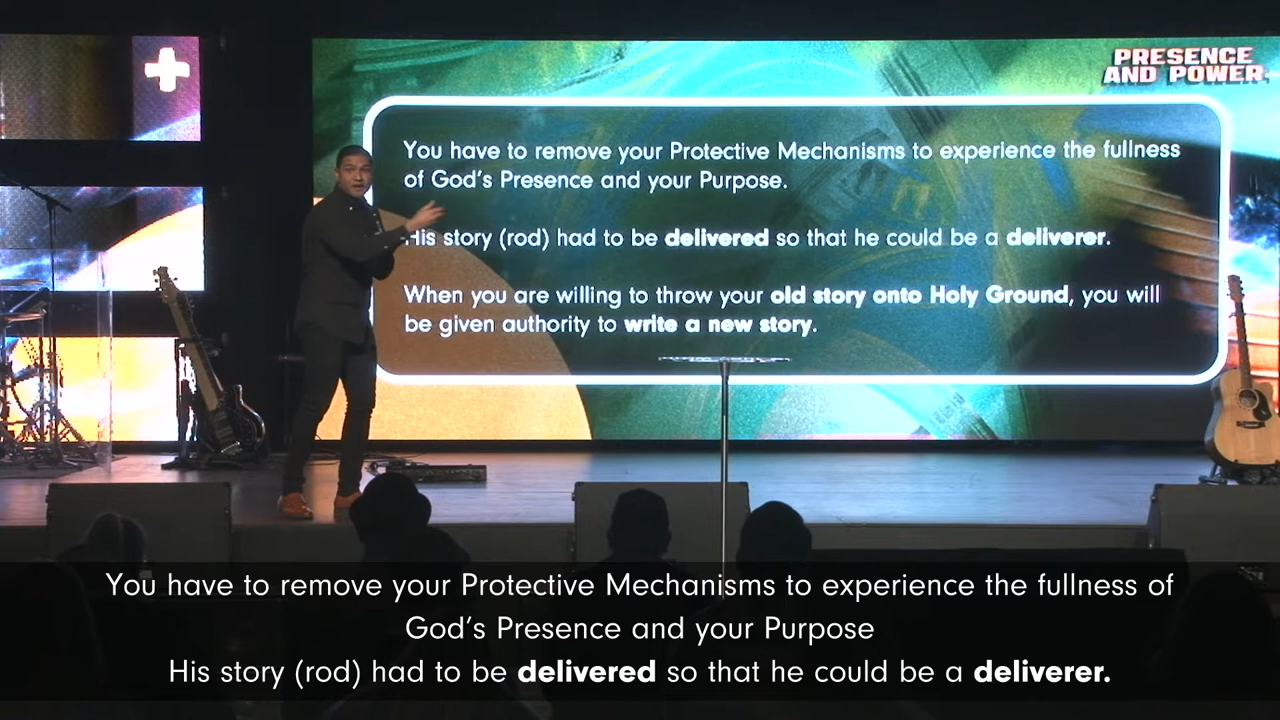 PRESENCE
AND POWER.
You have to remove your Protective Mechanisms to experience the fullness
of God's Presence and your Purpose.
His story (rod) had to be delivered so that he could be a deliverer.
When you are willing to throw your old story onto Holy Ground, you will
be given authority to write a new story.
You have to remove your Protective Mechanisms to experience the fullness of
God's Presence and your Purpose
His story (rod) had to be delivered so that he could be a deliverer.